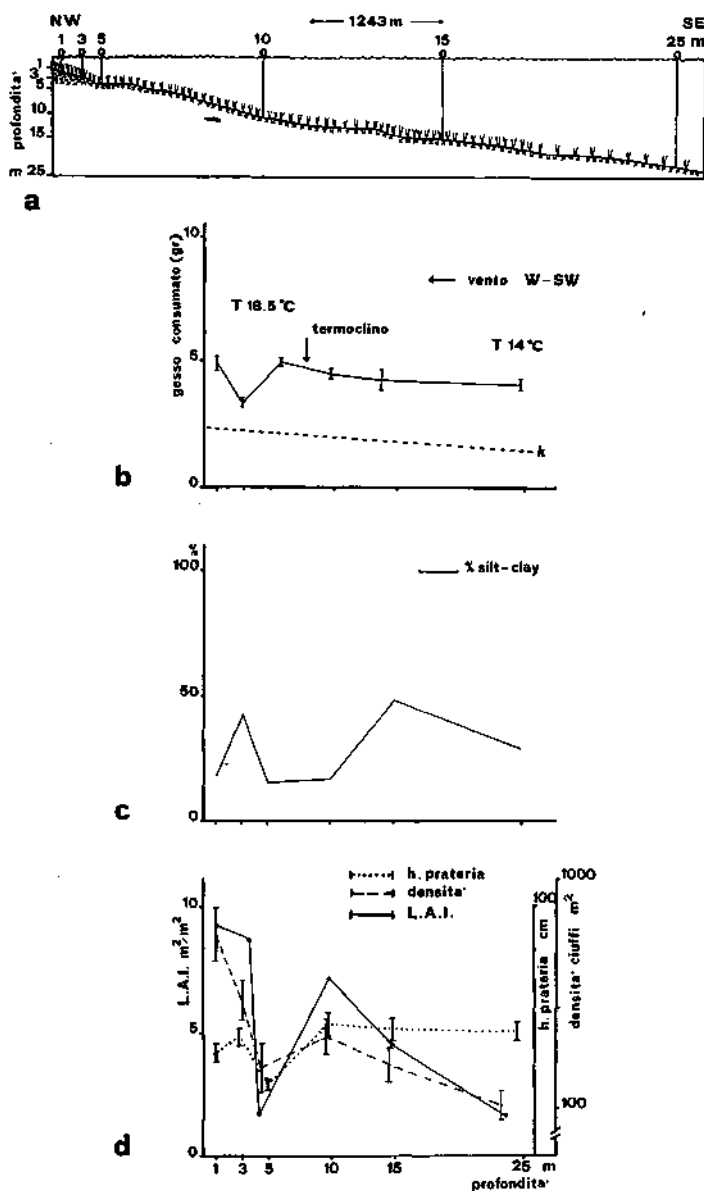 NW 1243 m SE
1 3 5 10 15 25 m
profondita'
1
3
5
10
15
m 25
a
10
5
0
gesso consumato (gr)
vento W-SW
T 18.5°C
termoclino
T 14°C
k
b
%
100
50
0
% silt-clay
c
h. prateria
densita'
L.A.I.
10
5
0
L.A.I. m²/m²
100
h. prateria cm
1000
100
densita' ciuffi m²
d
1 3 5 10 15 25 m
profondita'